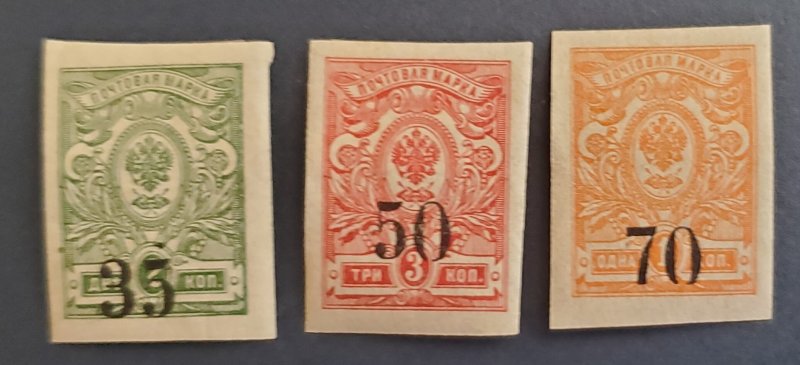 ПОЧТОВАЯ МАРКА
35
КОП.
ПОЧТОВАЯ МАРКА
50
ТРИ 3 КОП.
ПОЧТОВАЯ МАРКА
70
ОДНА КОП.